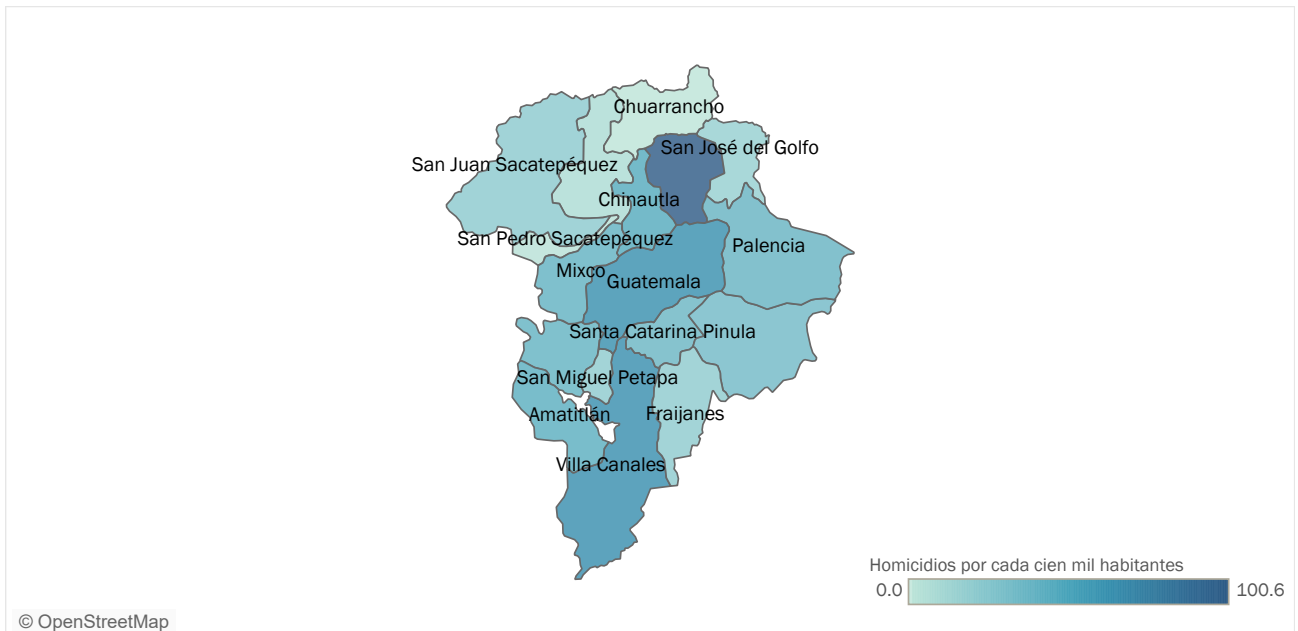 Chuarrancho
San José del Golfo
San Juan Sacatepéquez
Chinautla
San Pedro Sacatepéquez
Palencia
Mixco
Guatemala
Santa Catarina Pinula
San Miguel Petapa
Amatitlán
Fraijanes
Villa Canales
Homicidios por cada cien mil habitantes
0.0
100.6
© OpenStreetMap